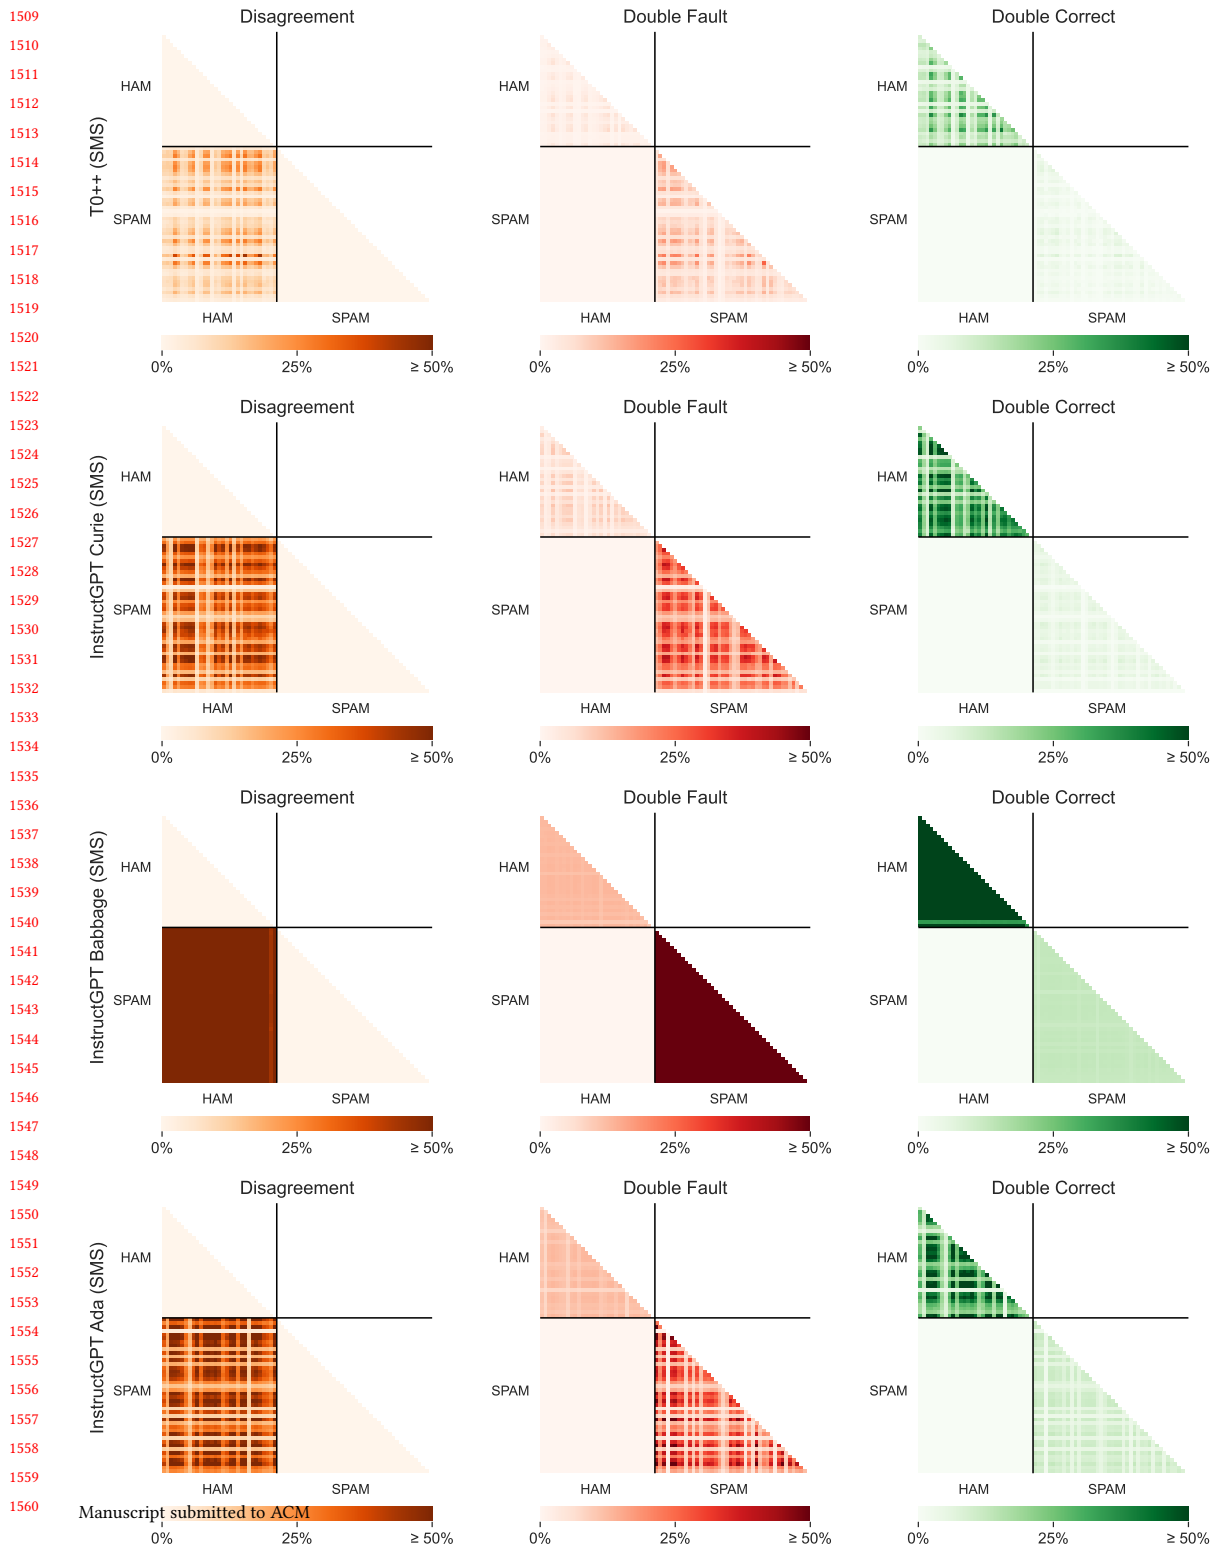 1509
1510
1511
1512
1513
1514
1515
1516
1517
1518
1519
1520
1521
1522
1523
1524
1525
1526
1527
1528
1529
1530
1531
1532
1533
1534
1535
1536
1537
1538
1539
1540
1541
1542
1543
1544
1545
1546
1547
1548
1549
1550
1551
1552
1553
1554
1555
1556
1557
1558
1559
1560
T0++ (SMS)
Disagreement
HAM
SPAM
HAM SPAM
0% 25% ≥ 50%
Double Fault
HAM
SPAM
HAM SPAM
0% 25% ≥ 50%
Double Correct
HAM
SPAM
HAM SPAM
0% 25% ≥ 50%
InstructGPT Curie (SMS)
Disagreement
HAM
SPAM
HAM SPAM
0% 25% ≥ 50%
Double Fault
HAM
SPAM
HAM SPAM
0% 25% ≥ 50%
Double Correct
HAM
SPAM
HAM SPAM
0% 25% ≥ 50%
InstructGPT Babbage (SMS)
Disagreement
HAM
SPAM
HAM SPAM
0% 25% ≥ 50%
Double Fault
HAM
SPAM
HAM SPAM
0% 25% ≥ 50%
Double Correct
HAM
SPAM
HAM SPAM
0% 25% ≥ 50%
InstructGPT Ada (SMS)
Disagreement
HAM
SPAM
HAM SPAM
0% 25% ≥ 50%
Double Fault
HAM
SPAM
HAM SPAM
0% 25% ≥ 50%
Double Correct
HAM
SPAM
HAM SPAM
0% 25% ≥ 50%
Manuscript submitted to ACM